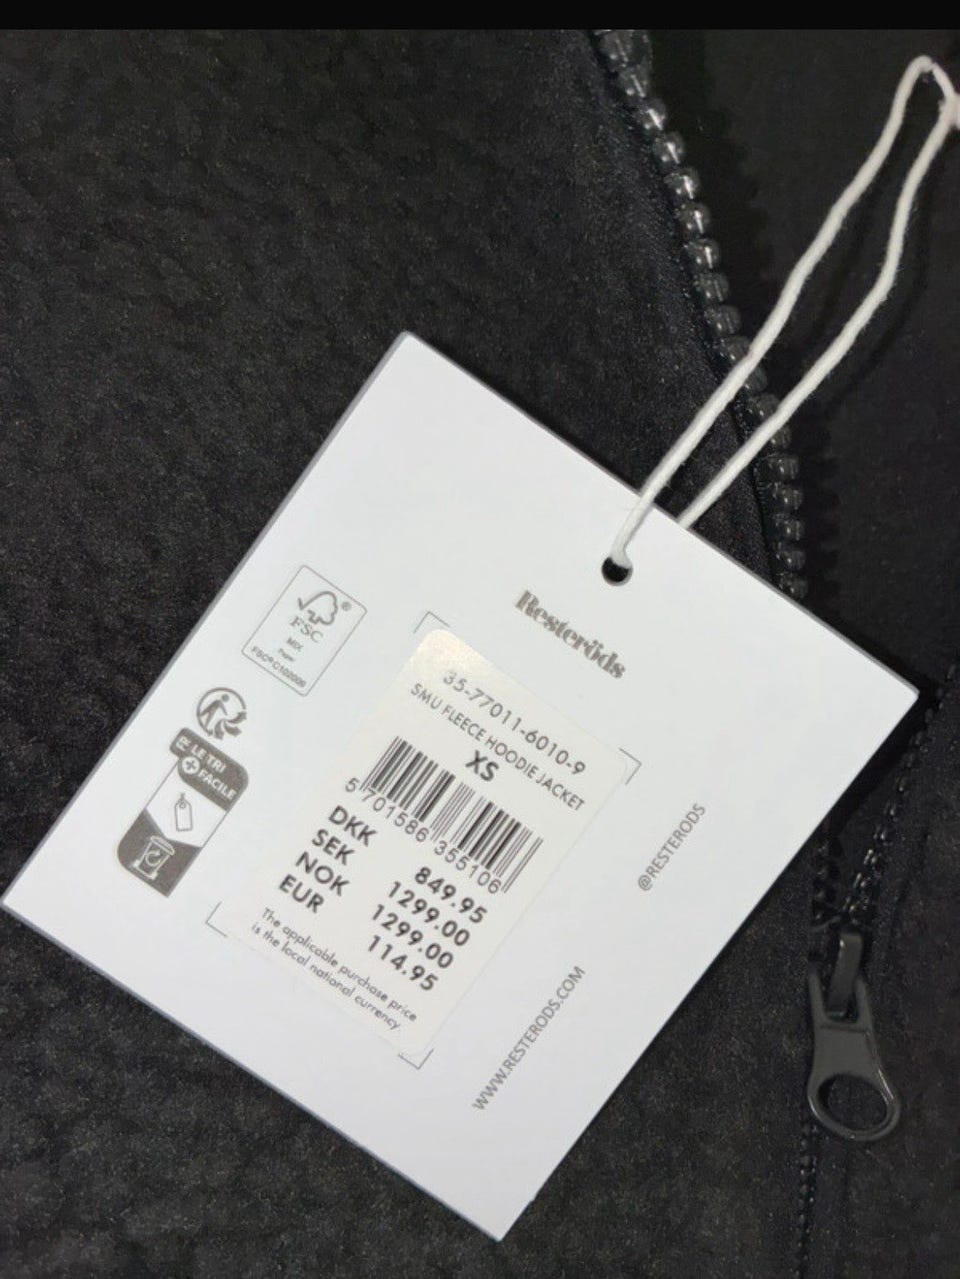 Resteröds
35-77011-6010-9
SMU FLEECE HOODIE JACKET
XS
5 701586 355106
DKK 849.95
SEK 1299.00
NOK 1299.00
EUR 114.95
The applicable purchase price
is the local national currency
@RESTERODS
WWW.RESTERODS.COM
FSC®
MIX
Paper
LE TRI
+ FACILE